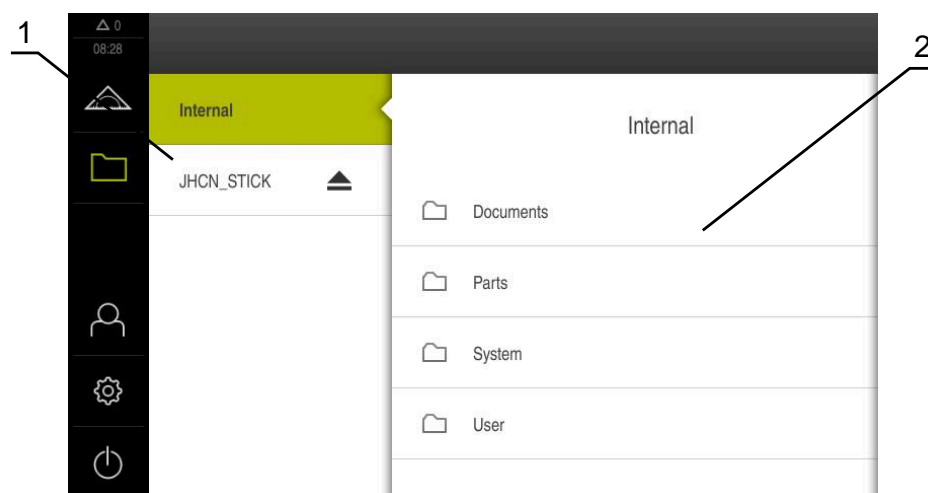 1
2
0
08:28
Internal
JHCN_STICK
Internal
Documents
Parts
System
User